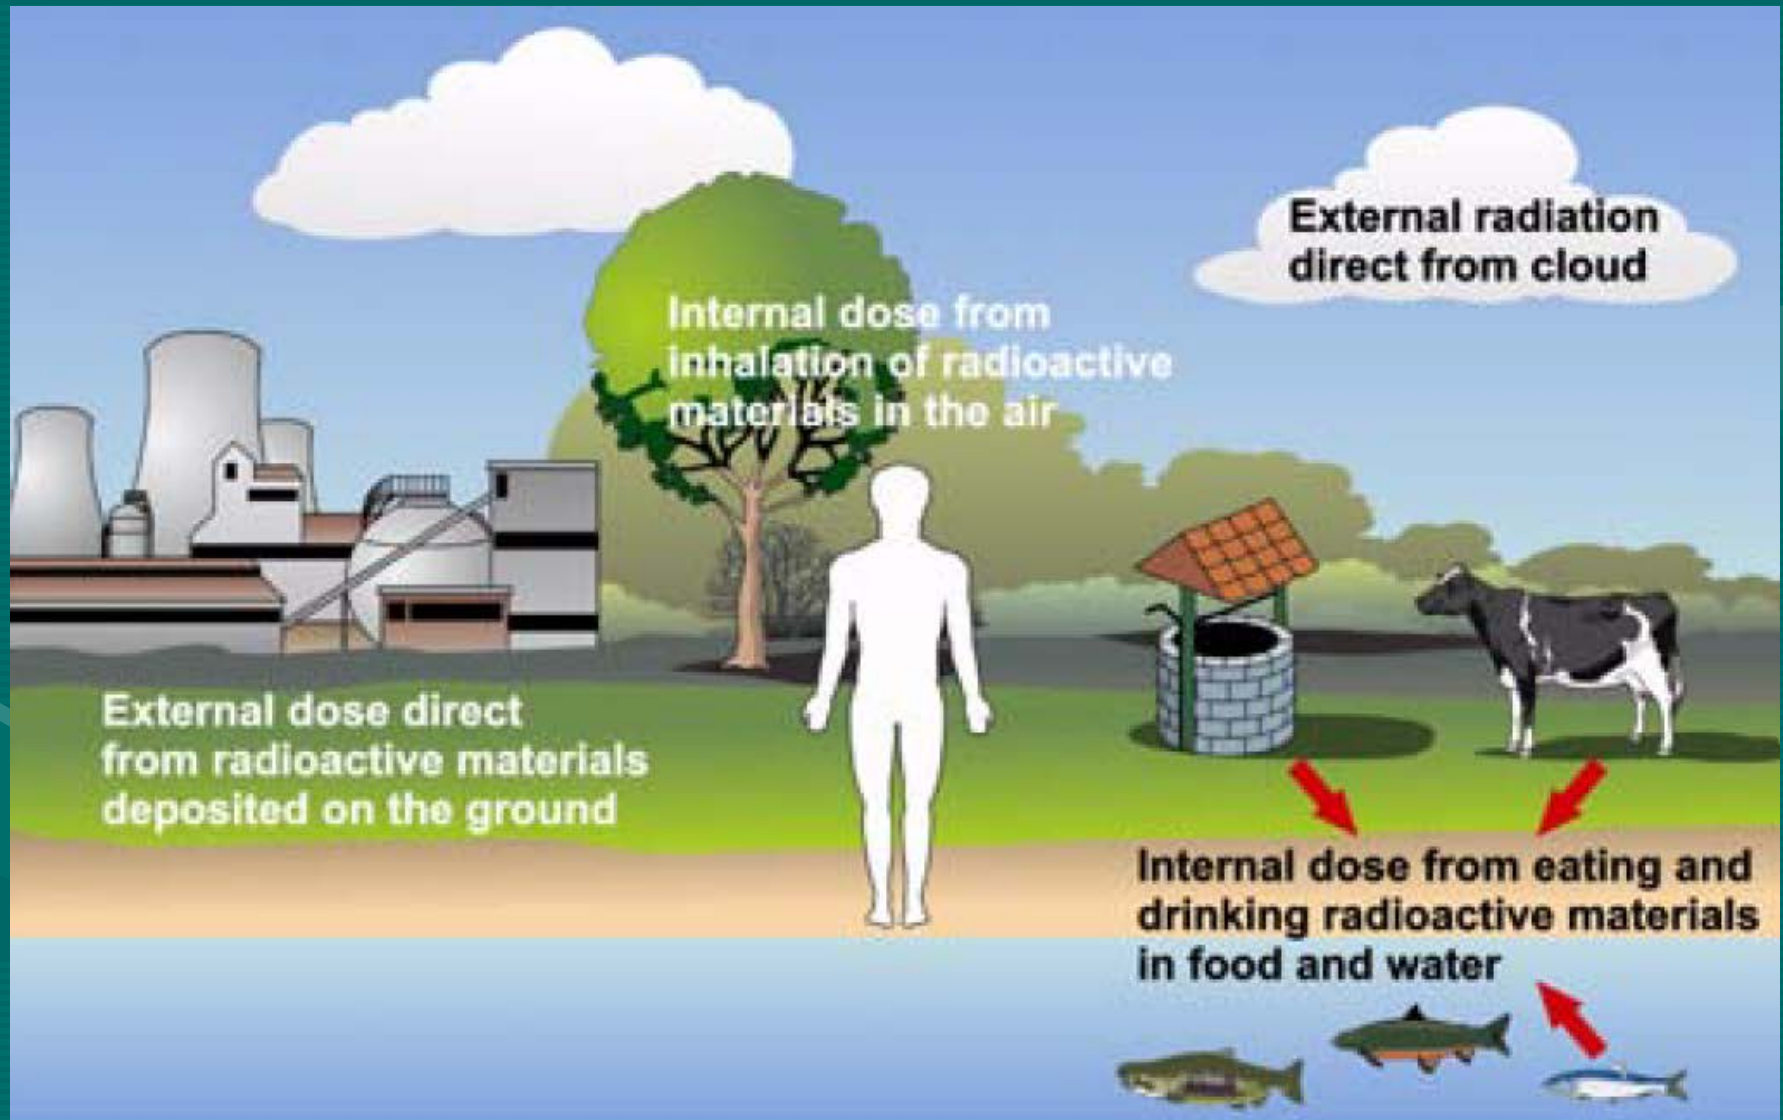 External radiation
direct from cloud
Internal dose from
inhalation of radioactive
materials in the air
External dose direct
from radioactive materials
deposited on the ground
Internal dose from eating and
drinking radioactive materials
in food and water